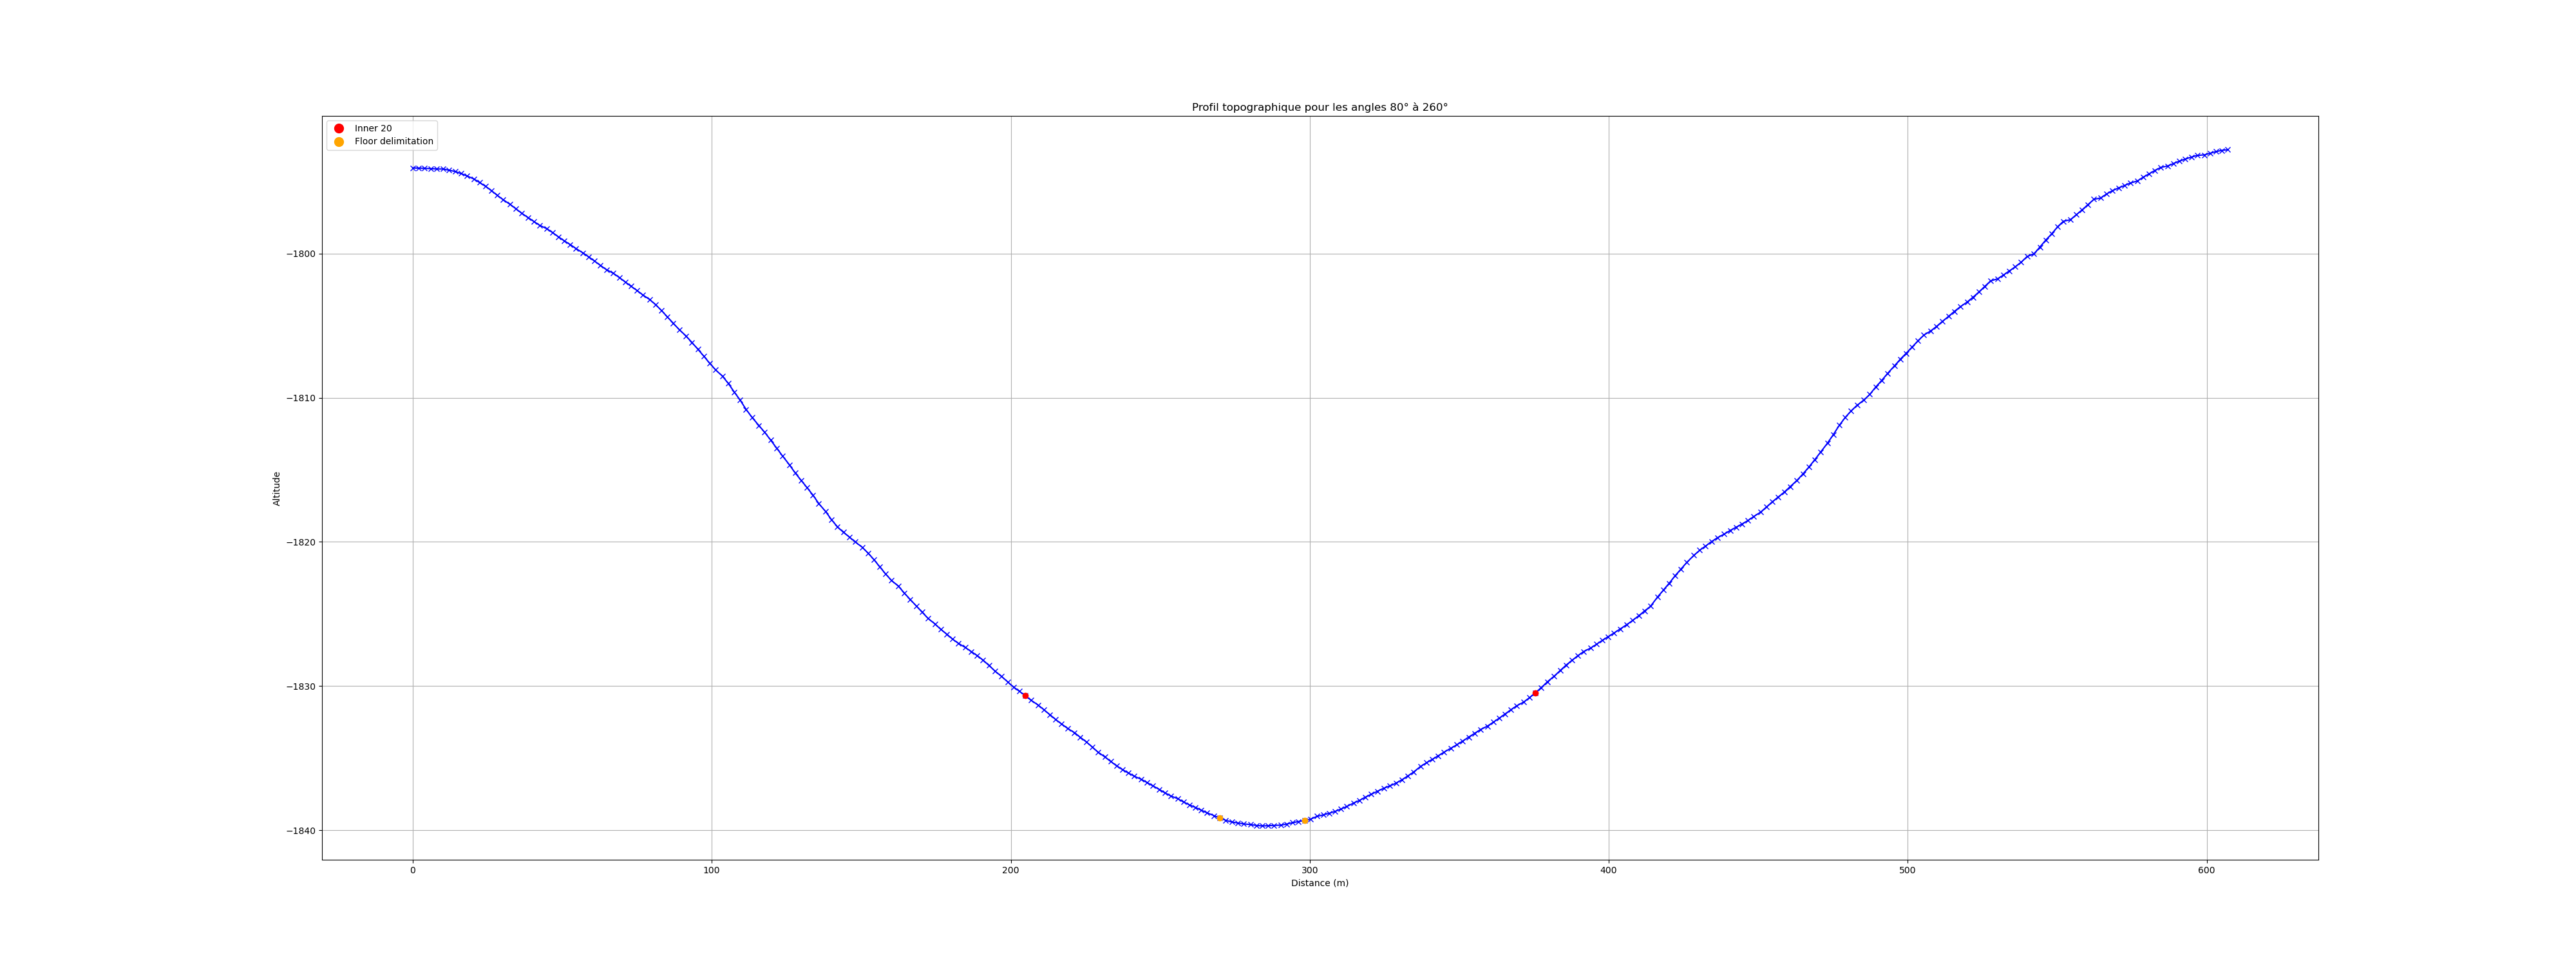 Profil topographique pour les angles 80° à 260°
Inner 20
Floor delimitation
−1800
−1810
−1820
−1830
−1840
Altitude
0 100 200 300 400 500 600
Distance (m)